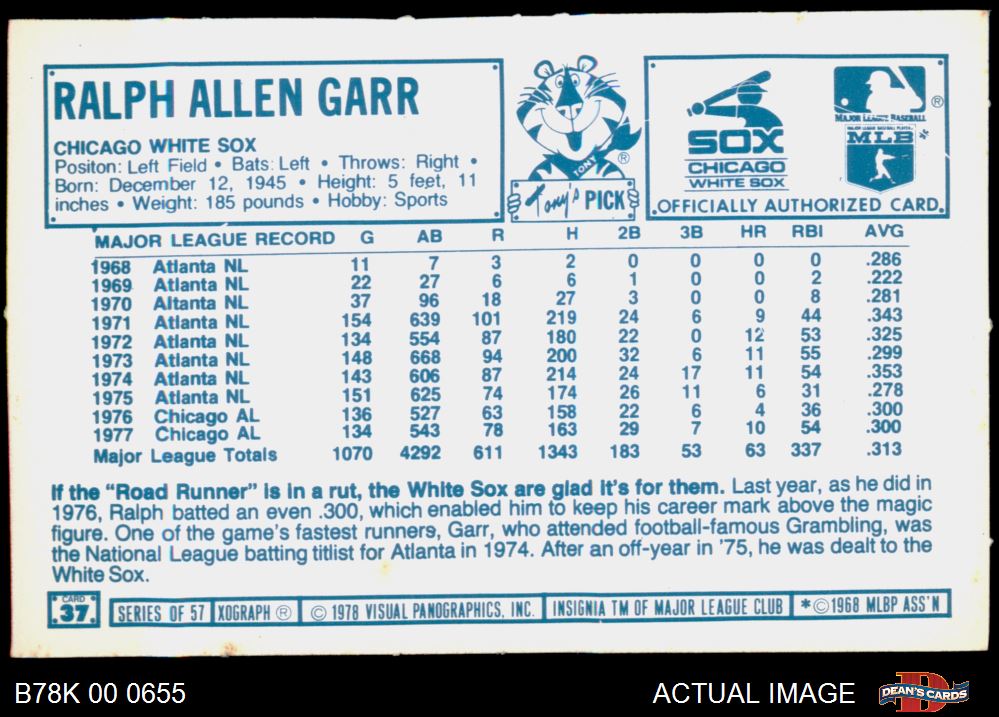 RALPH ALLEN GARR
CHICAGO WHITE SOX
Positon: Left Field • Bats: Left • Throws: Right •
Born: December 12, 1945 • Height: 5 feet, 11
inches • Weight: 185 pounds • Hobby: Sports
TONY
®
Tony's PICK
SOX
CHICAGO
WHITE SOX
®
MAJOR LEAGUE BASEBALL
MAJOR LEAGUE BASEBALL PLAYERS
MLB *
OFFICIALLY AUTHORIZED CARD
MAJOR LEAGUE RECORD G AB R H 2B 3B HR RBI AVG
1968 Atlanta NL 11 7 3 2 0 0 0 0 .286
1969 Atlanta NL 22 27 6 6 1 0 0 2 .222
1970 Altanta NL 37 96 18 27 3 0 0 8 .281
1971 Atlanta NL 154 639 101 219 24 6 9 44 .343
1972 Atlanta NL 134 554 87 180 22 0 12 53 .325
1973 Atlanta NL 148 668 94 200 32 6 11 55 .299
1974 Atlanta NL 143 606 87 214 24 17 11 54 .353
1975 Atlanta NL 151 625 74 174 26 11 6 31 .278
1976 Chicago AL 136 527 63 158 22 6 4 36 .300
1977 Chicago AL 134 543 78 163 29 7 10 54 .300
Major League Totals 1070 4292 611 1343 183 53 63 337 .313
If the "Road Runner" is in a rut, the White Sox are glad it's for them. Last year, as he did in
1976, Ralph batted an even .300, which enabled him to keep his career mark above the magic
figure. One of the game's fastest runners, Garr, who attended football-famous Grambling, was
the National League batting titlist for Atlanta in 1974. After an off-year in '75, he was dealt to the
White Sox.
CARD
37 SERIES OF 57 XOGRAPH ® © 1978 VISUAL PANOGRAPHICS, INC. INSIGNIA TM OF MAJOR LEAGUE CLUB *©1968 MLBP ASS'N
B78K 00 0655 ACTUAL IMAGE DEAN'S CARDS